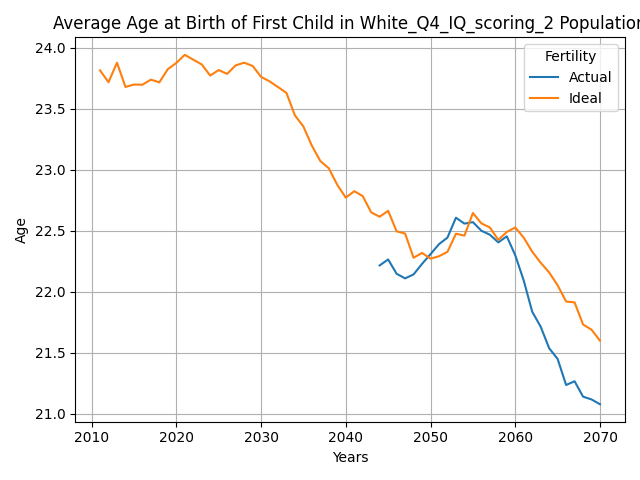 Average Age at Birth of First Child in White_Q4_IQ_scoring_2 Population
24.0
23.5
23.0
22.5
22.0
21.5
21.0
Age
Fertility
Actual
Ideal
2010 2020 2030 2040 2050 2060 2070
Years